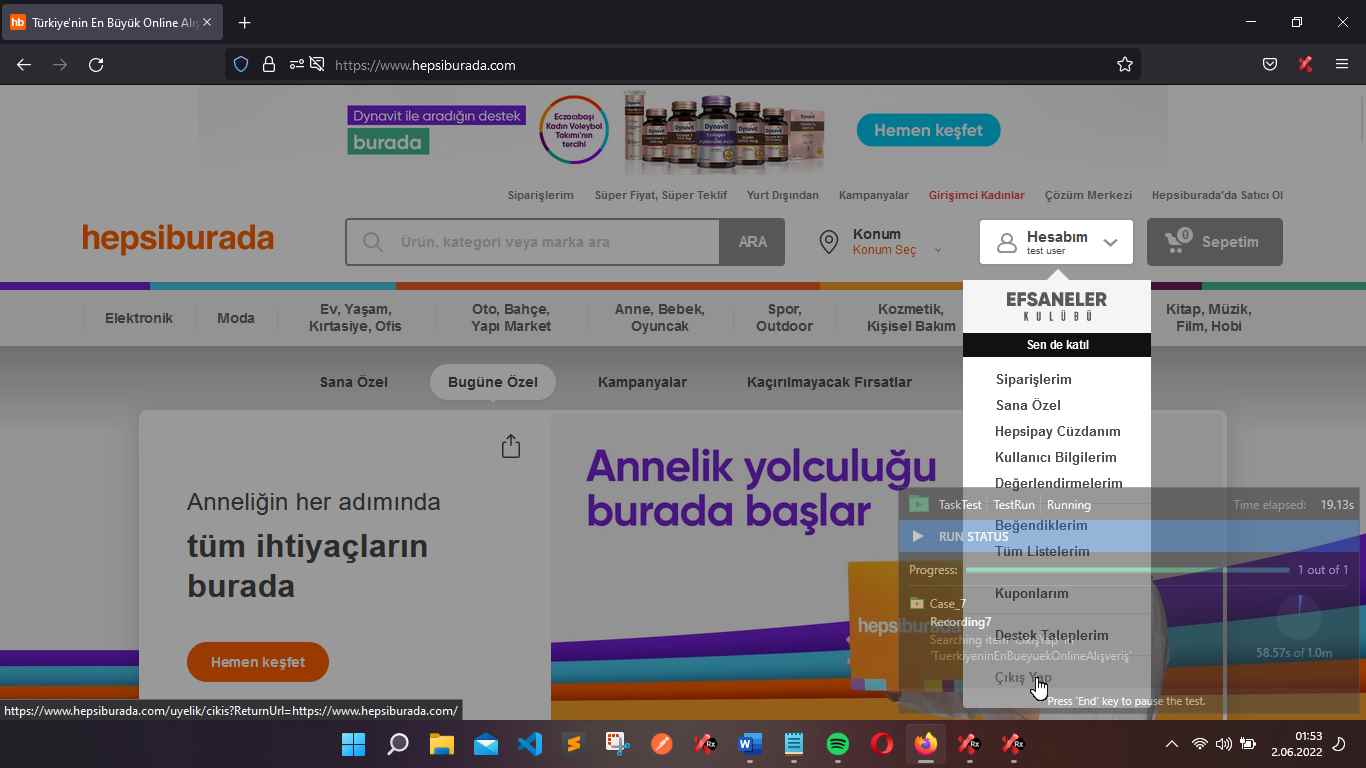 hb Türkiye'nin En Büyük Online Alış
https://www.hepsiburada.com
Dynavit ile aradığın destek
burada
Eczacıbaşı
Kadın Voleybol
Takımı'nın
tercihi
Dynavit
Hemen keşfet
Siparişlerim Süper Fiyat, Süper Teklif Yurt Dışından Kampanyalar Girişimci Kadınlar Çözüm Merkezi Hepsiburada'da Satıcı Ol
hepsiburada
Ürün, kategori veya marka ara
ARA
Konum
Konum Seç
Hesabım
test user
0
Sepetim
Elektronik
Moda
Ev, Yaşam,
Kırtasiye, Ofis
Oto, Bahçe,
Yapı Market
Anne, Bebek,
Oyuncak
Spor,
Outdoor
Kozmetik,
Kişisel Bakım
Kitap, Müzik,
Film, Hobi
EFSANELER
KULÜBÜ
Sen de katıl
Siparişlerim
Sana Özel
Hepsipay Cüzdanım
Kullanıcı Bilgilerim
Değerlendirmelerim
Beğendiklerim
Tüm Listelerim
Kuponlarım
Destek Taleplerim
Çıkış Yap
Sana Özel Bugüne Özel Kampanyalar Kaçırılmayacak Fırsatlar
Anneliğin her adımında
tüm ihtiyaçların
burada
Hemen keşfet
Annelik yolculuğu
burada başlar
hepsiburada
TaskTest TestRun Running Time elapsed: 19.13s
RUN STATUS
Progress: 1 out of 1
Case_7
Recording7
Searching item 'CikisYap' in
'TuerkiyeninEnBueyuekOnlineAlışveriş'
58.57s of 1.0m
Press 'End' key to pause the test.
https://www.hepsiburada.com/uyelik/cikis?ReturnUrl=https://www.hepsiburada.com/
01:53
2.06.2022